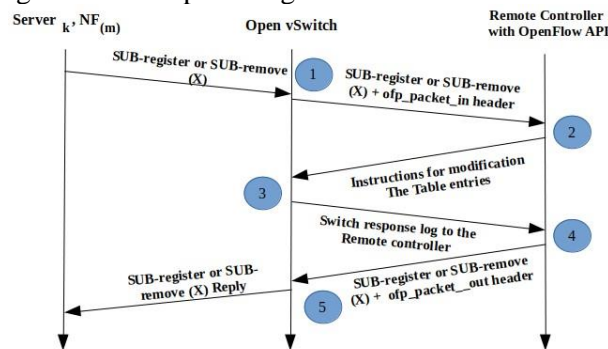 Server k, NF(m)
Open vSwitch
Remote Controller
with OpenFlow API
SUB-register or SUB-remove
(X)
1
SUB-register or SUB-remove
(X) + ofp_packet_in header
2
Instructions for modification
The Table entries
3
Switch response log to the
Remote controller
4
SUB-register or SUB-remove
(X) + ofp_packet__out header
SUB-register or SUB-
remove (X) Reply
5